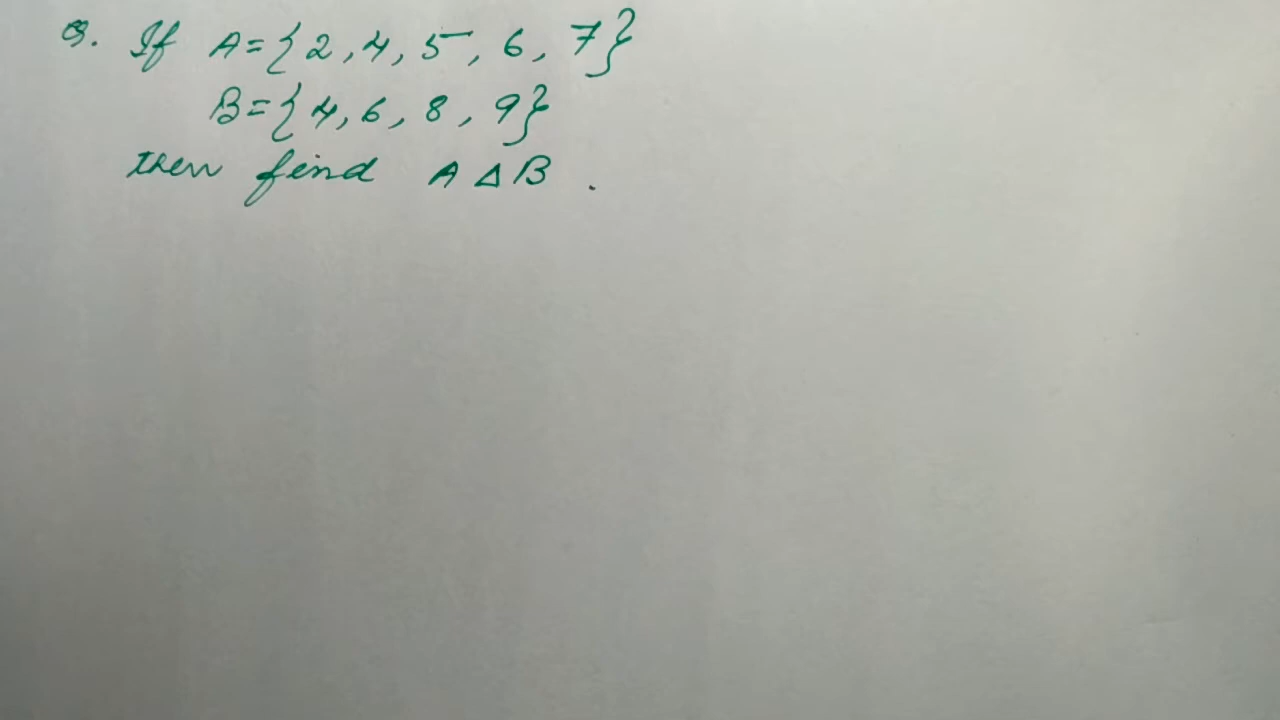 Q. If A={2,4,5,6,7}
B={4,6,8,9}
then find A Δ B.